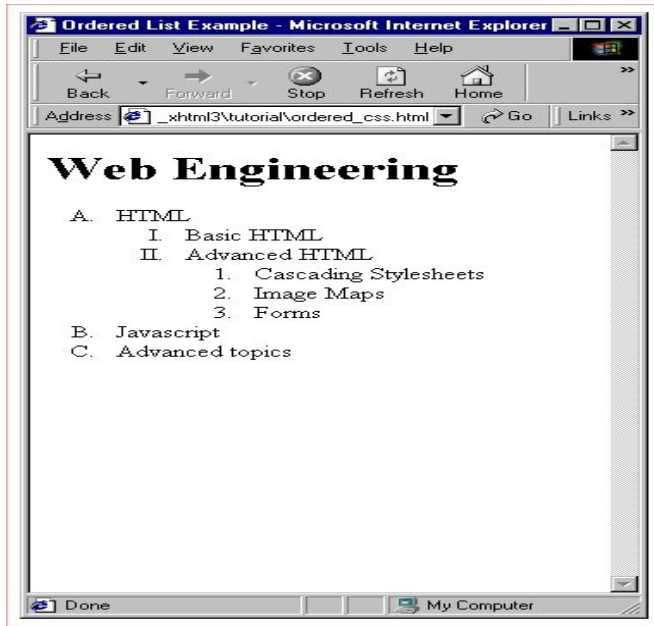 Ordered List Example - Microsoft Internet Explorer
File Edit View Favorites Tools Help
»
Back Forward Stop Refresh Home
Address _xhtml3\tutorial\ordered_css.html Go Links »
Web Engineering
A. HTML
I. Basic HTML
II. Advanced HTML
1. Cascading Stylesheets
2. Image Maps
3. Forms
B. Javascript
C. Advanced topics
Done My Computer